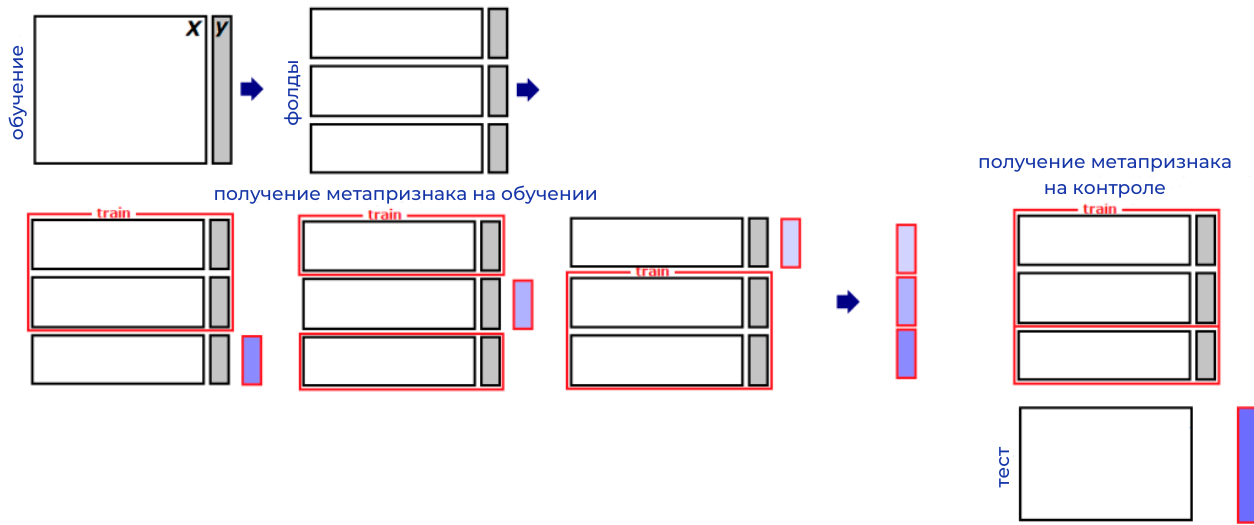 обучение
X y
фолды
получение метапризнака на обучении
train
train
train
получение метапризнака
на контроле
train
тест